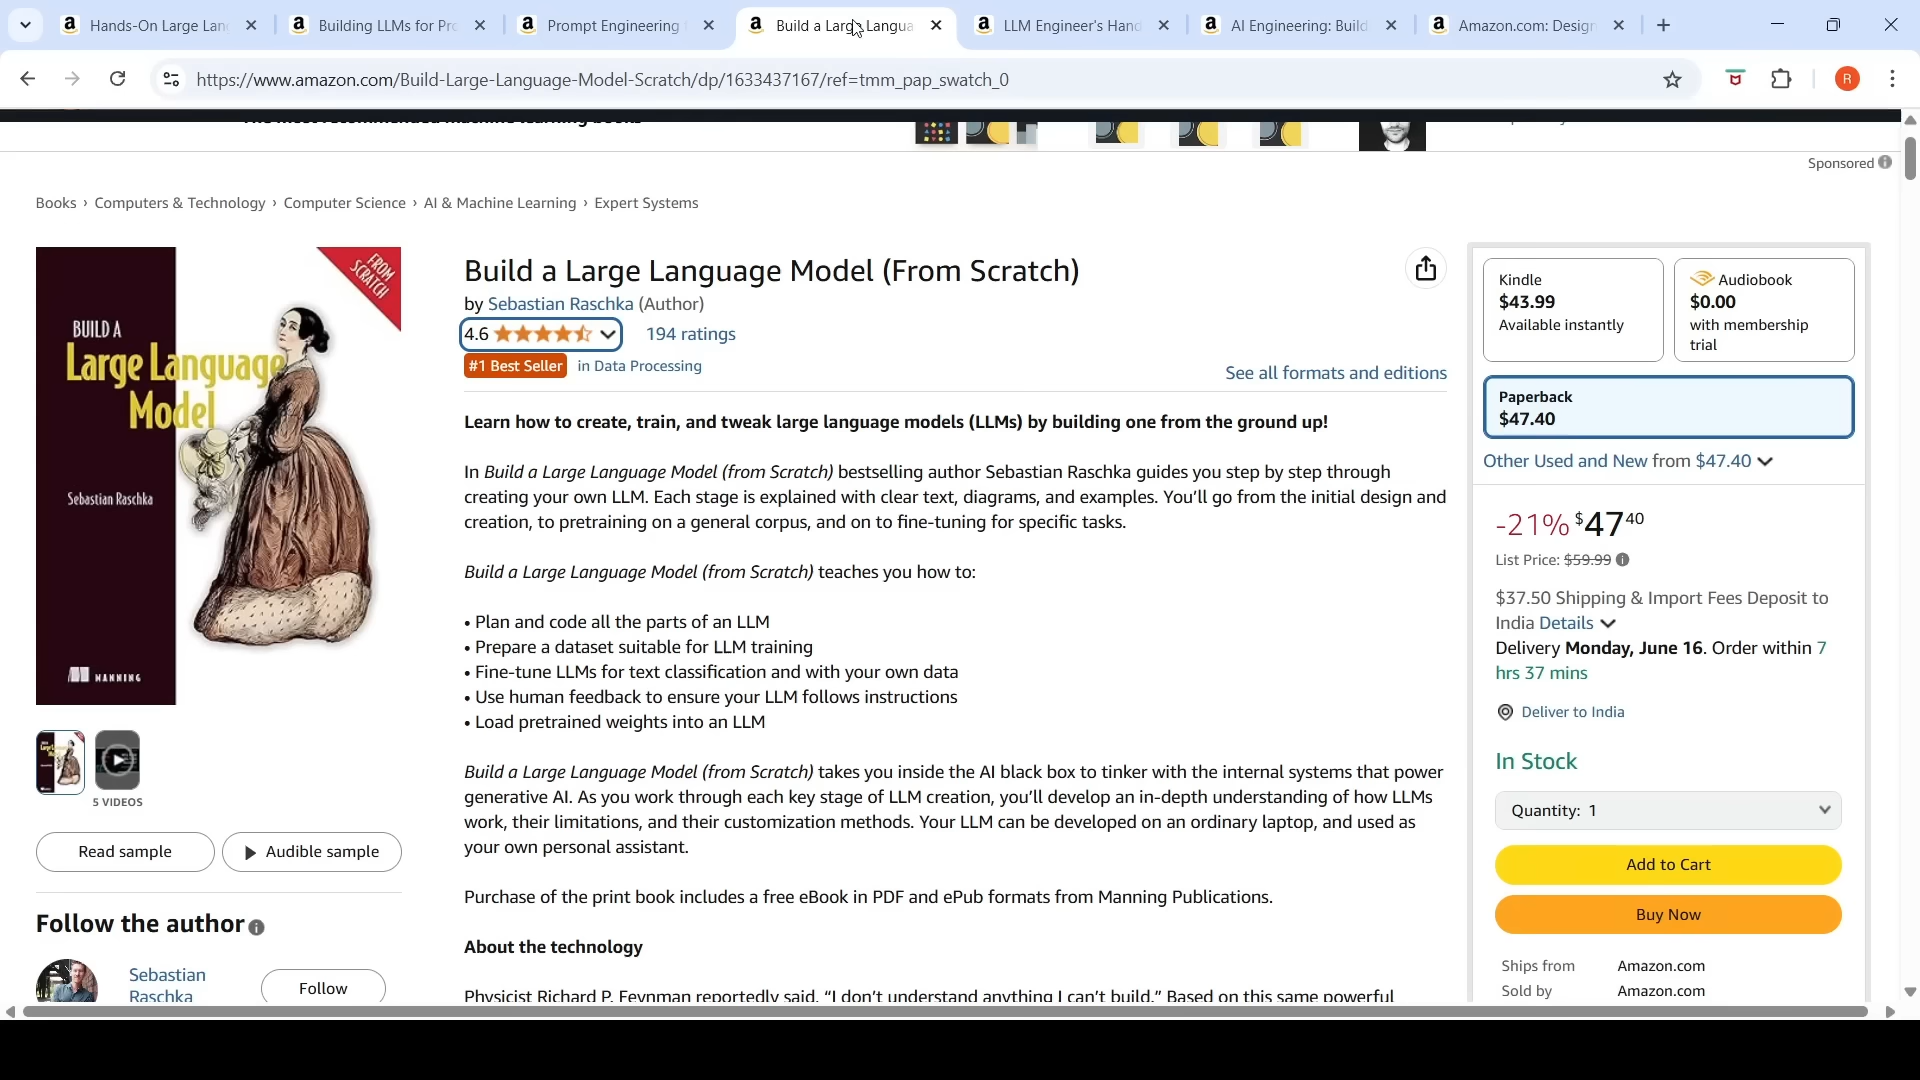 Hands-On Large Lan
Building LLMs for Pro
Prompt Engineering f
Build a Large Langua
LLM Engineer's Hand
AI Engineering: Build
Amazon.com: Design
https://www.amazon.com/Build-Large-Language-Model-Scratch/dp/1633437167/ref=tmm_pap_swatch_0
R
Sponsored
Books › Computers & Technology › Computer Science › AI & Machine Learning › Expert Systems
FROM
SCRATCH
BUILD A
Large Language
Model
Sebastian Raschka
MANNING
5 VIDEOS
Read sample
Audible sample
Follow the author
Sebastian
Raschka
Follow
Build a Large Language Model (From Scratch)
by Sebastian Raschka (Author)
4.6
194 ratings
#1 Best Seller in Data Processing
See all formats and editions
Learn how to create, train, and tweak large language models (LLMs) by building one from the ground up!
In Build a Large Language Model (from Scratch) bestselling author Sebastian Raschka guides you step by step through
creating your own LLM. Each stage is explained with clear text, diagrams, and examples. You’ll go from the initial design and
creation, to pretraining on a general corpus, and on to fine-tuning for specific tasks.
Build a Large Language Model (from Scratch) teaches you how to:
• Plan and code all the parts of an LLM
• Prepare a dataset suitable for LLM training
• Fine-tune LLMs for text classification and with your own data
• Use human feedback to ensure your LLM follows instructions
• Load pretrained weights into an LLM
Build a Large Language Model (from Scratch) takes you inside the AI black box to tinker with the internal systems that power
generative AI. As you work through each key stage of LLM creation, you’ll develop an in-depth understanding of how LLMs
work, their limitations, and their customization methods. Your LLM can be developed on an ordinary laptop, and used as
your own personal assistant.
Purchase of the print book includes a free eBook in PDF and ePub formats from Manning Publications.
About the technology
Physicist Richard P. Feynman reportedly said, “I don’t understand anything I can’t build.” Based on this same powerful
Kindle
$43.99
Available instantly
Audiobook
$0.00
with membership
trial
Paperback
$47.40
Other Used and New from $47.40
-21% $47 40
List Price: $59.99
$37.50 Shipping & Import Fees Deposit to
India Details
Delivery Monday, June 16. Order within 7
hrs 37 mins
Deliver to India
In Stock
Quantity: 1
Add to Cart
Buy Now
Ships from Amazon.com
Sold by Amazon.com